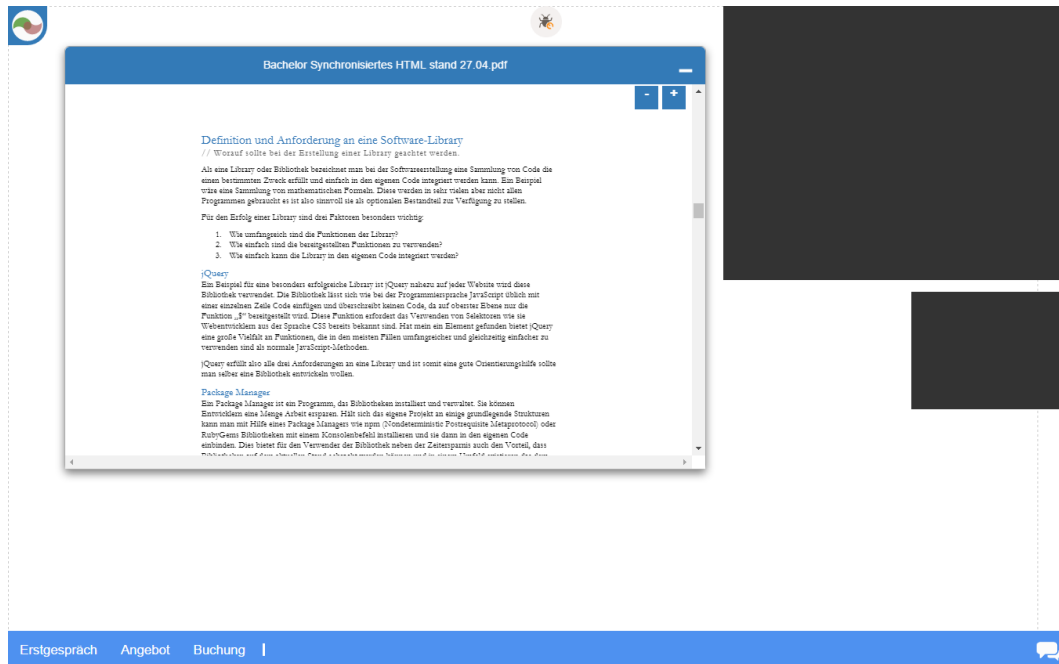 Bachelor Synchronisiertes HTML stand 27.04.pdf
- +
Definition und Anforderung an eine Software-Library
// Worauf sollte bei der Erstellung einer Library geachtet werden.
Als eine Library oder Bibliothek bezeichnet man bei der Softwareerstellung eine Sammlung von Code die
einen bestimmten Zweck erfüllt und einfach in den eigenen Code integriert werden kann. Ein Beispiel
wäre eine Sammlung von mathematischen Formeln. Diese werden in sehr vielen aber nicht allen
Programmen gebraucht es ist also sinnvoll sie als optionalen Bestandteil zur Verfügung zu stellen.
Für den Erfolg einer Library sind drei Faktoren besonders wichtig:
1. Wie umfangreich sind die Funktionen der Library?
2. Wie einfach sind die bereitgestellten Funktionen zu verwenden?
3. Wie einfach kann die Library in den eigenen Code integriert werden?
jQuery
Ein Beispiel für eine besonders erfolgreiche Library ist jQuery nahezu auf jeder Website wird diese
Bibliothek verwendet. Die Bibliothek lässt sich wie bei der Programmiersprache JavaScript üblich mit
einer einzelnen Zeile Code einfügen und überschreibt keinen Code, da auf oberster Ebene nur die
Funktion „$“ bereitgestellt wird. Diese Funktion erfordert das Verwenden von Selektoren wie sie
Webentwicklern aus der Sprache CSS bereits bekannt sind. Hat mein ein Element gefunden bietet jQuery
eine große Vielfalt an Funktionen, die in den meisten Fällen umfangreicher und gleichzeitig einfacher zu
verwenden sind als normale JavaScript-Methoden.
jQuery erfüllt also alle drei Anforderungen an eine Library und ist somit eine gute Orientierungshilfe sollte
man selber eine Bibliothek entwickeln wollen.
Package Manager
Ein Package Manager ist ein Programm, das Bibliotheken installiert und verwaltet. Sie können
Entwicklern eine Menge Arbeit ersparen. Hält sich das eigene Projekt an einige grundlegende Strukturen
kann man mit Hilfe eines Package Managers wie npm (Nondeterministic Postrequisite Metaprotocol) oder
RubyGems Bibliotheken mit einem Konsolenbefehl installieren und sie dann in den eigenen Code
einbinden. Dies bietet für den Verwender der Bibliothek neben der Zeitersparnis auch den Vorteil, dass
Erstgespräch Angebot Buchung